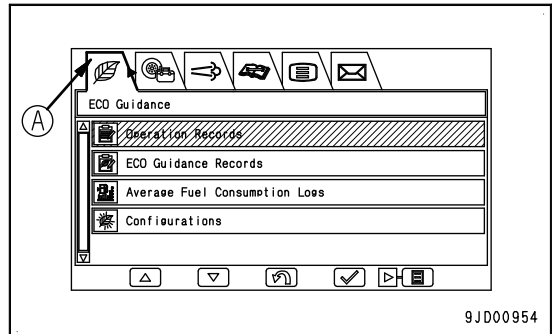 A
ECO Guidance
Operation Records
ECO Guidance Records
Average Fuel Consumption Logs
Configurations
9JD00954